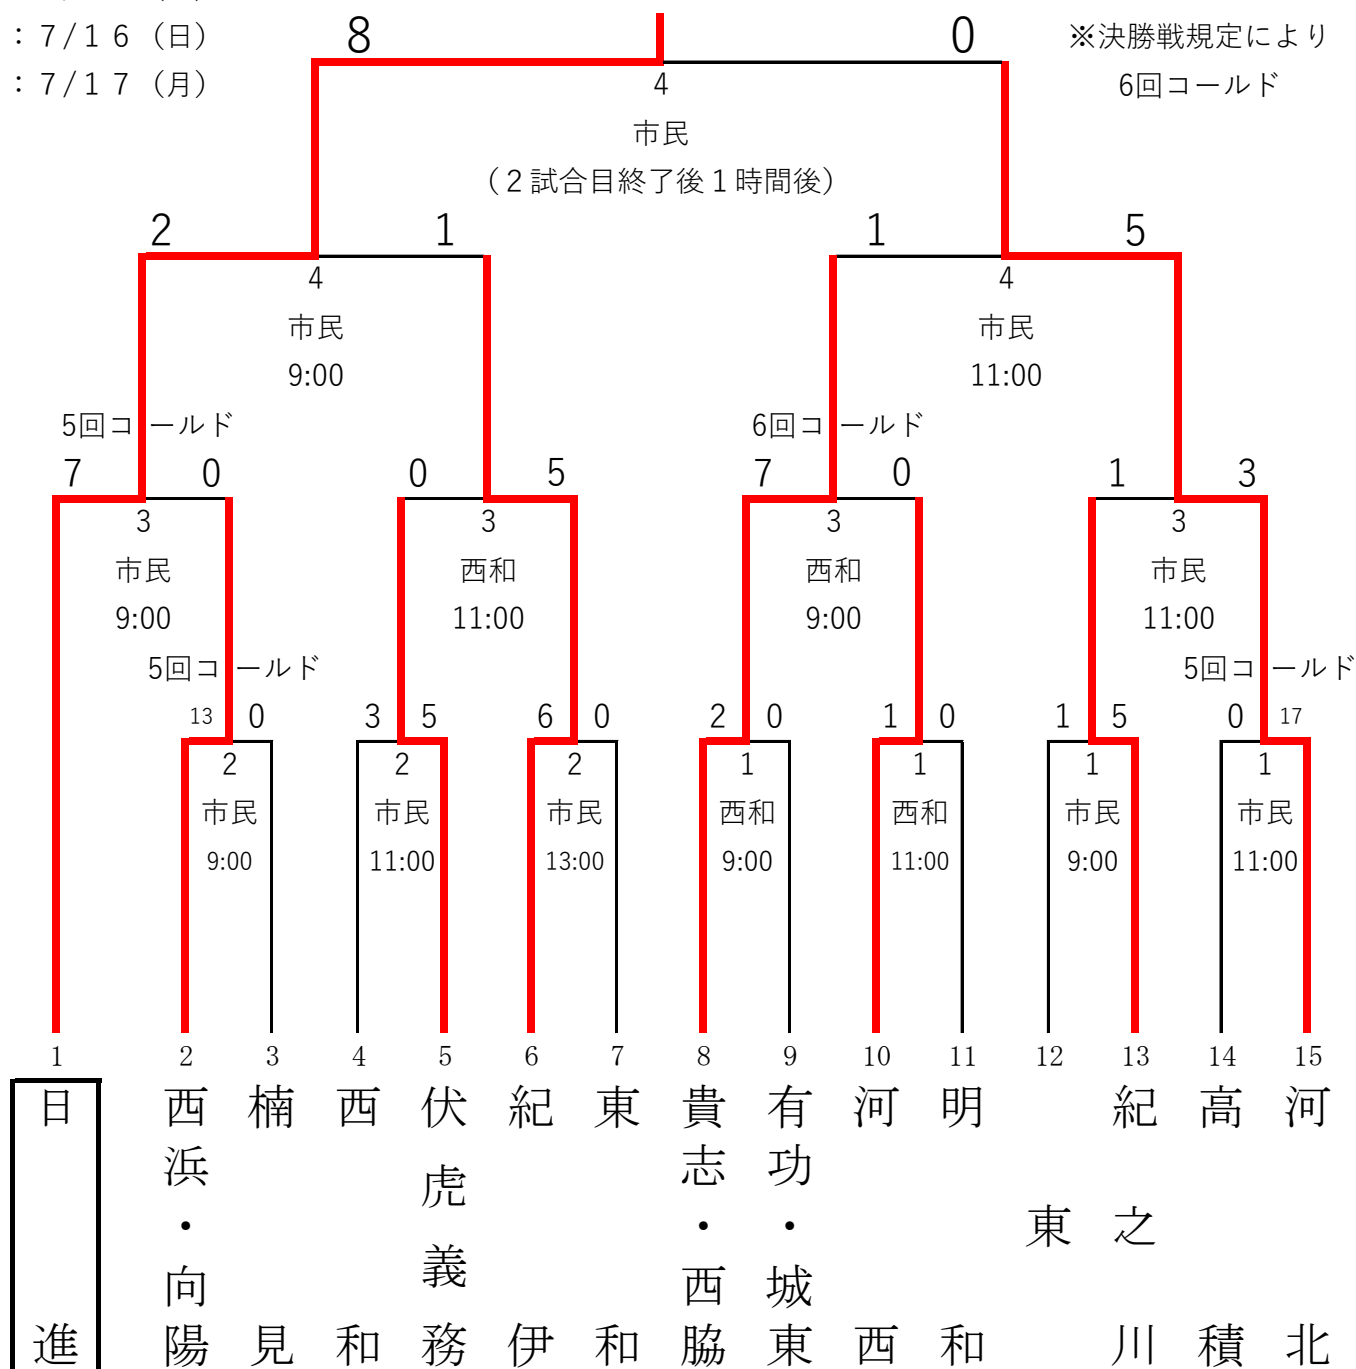 ：７/１６（日）
：７/１７（月）
8
0
※決勝戦規定により
6回コールド
4
市民
（２試合目終了後１時間後）
2
1
1
5
4
市民
9:00
4
市民
11:00
5回コールド
6回コールド
7
0
0
5
7
0
1
3
3
市民
9:00
3
西和
11:00
3
西和
9:00
3
市民
11:00
5回コールド
5回コールド
13
0
3
5
6
0
2
0
1
0
1
5
0
17
2
市民
9:00
2
市民
11:00
2
市民
13:00
1
西和
9:00
1
西和
11:00
1
市民
9:00
1
市民
11:00
1
2
3
4
5
6
7
8
9
10
11
12
13
14
15
日進
西浜・向陽
楠見
西和
伏虎義務
紀伊
東和
貴志・西脇
有功・城東
河西
明和
東
紀之川
高積
河北